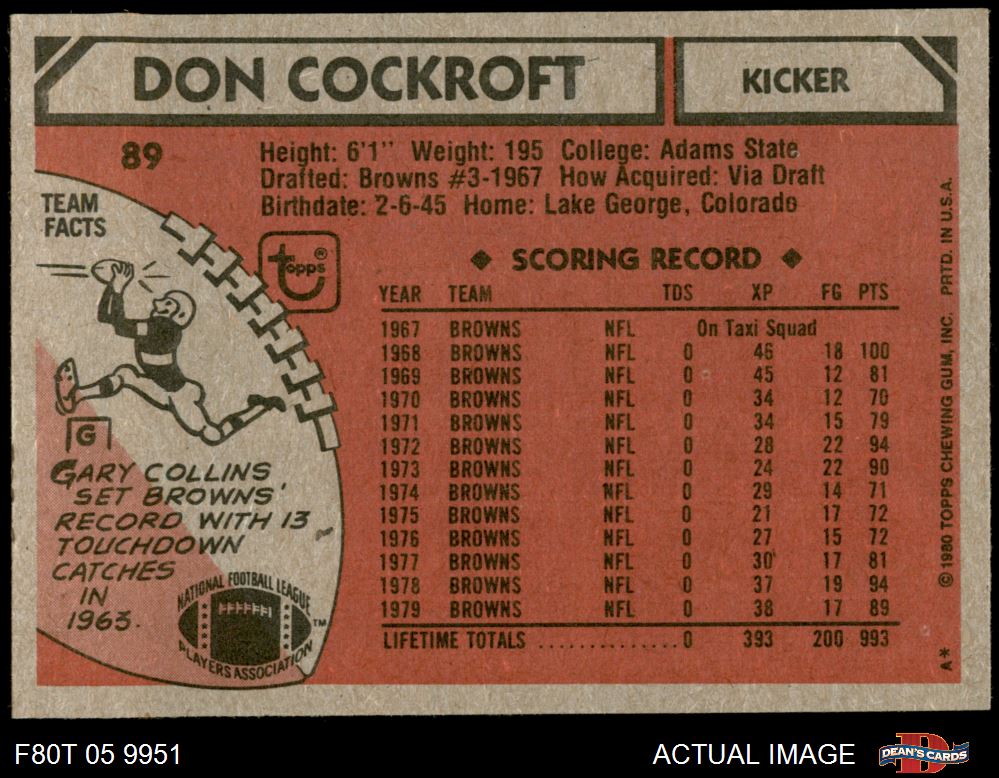 DON COCKROFT
KICKER
89
Height: 6'1" Weight: 195 College: Adams State
Drafted: Browns #3-1967 How Acquired: Via Draft
Birthdate: 2-6-45 Home: Lake George, Colorado
TEAM
FACTS
topps®
◆ SCORING RECORD ◆
YEAR TEAM TDS XP FG PTS
1967 BROWNS NFL On Taxi Squad
1968 BROWNS NFL 0 46 18 100
1969 BROWNS NFL 0 45 12 81
1970 BROWNS NFL 0 34 12 70
1971 BROWNS NFL 0 34 15 79
1972 BROWNS NFL 0 28 22 94
1973 BROWNS NFL 0 24 22 90
1974 BROWNS NFL 0 29 14 71
1975 BROWNS NFL 0 21 17 72
1976 BROWNS NFL 0 27 15 72
1977 BROWNS NFL 0 30 17 81
1978 BROWNS NFL 0 37 19 94
1979 BROWNS NFL 0 38 17 89
LIFETIME TOTALS ..............0 393 200 993
G
GARY COLLINS
SET BROWNS'
RECORD WITH 13
TOUCHDOWN
CATCHES
IN
1963.
NATIONAL FOOTBALL LEAGUE
PLAYERS ASSOCIATION
TM
A* © 1980 TOPPS CHEWING GUM, INC. PRTD. IN U.S.A.
F80T 05 9951
ACTUAL IMAGE
DEAN'S CARDS